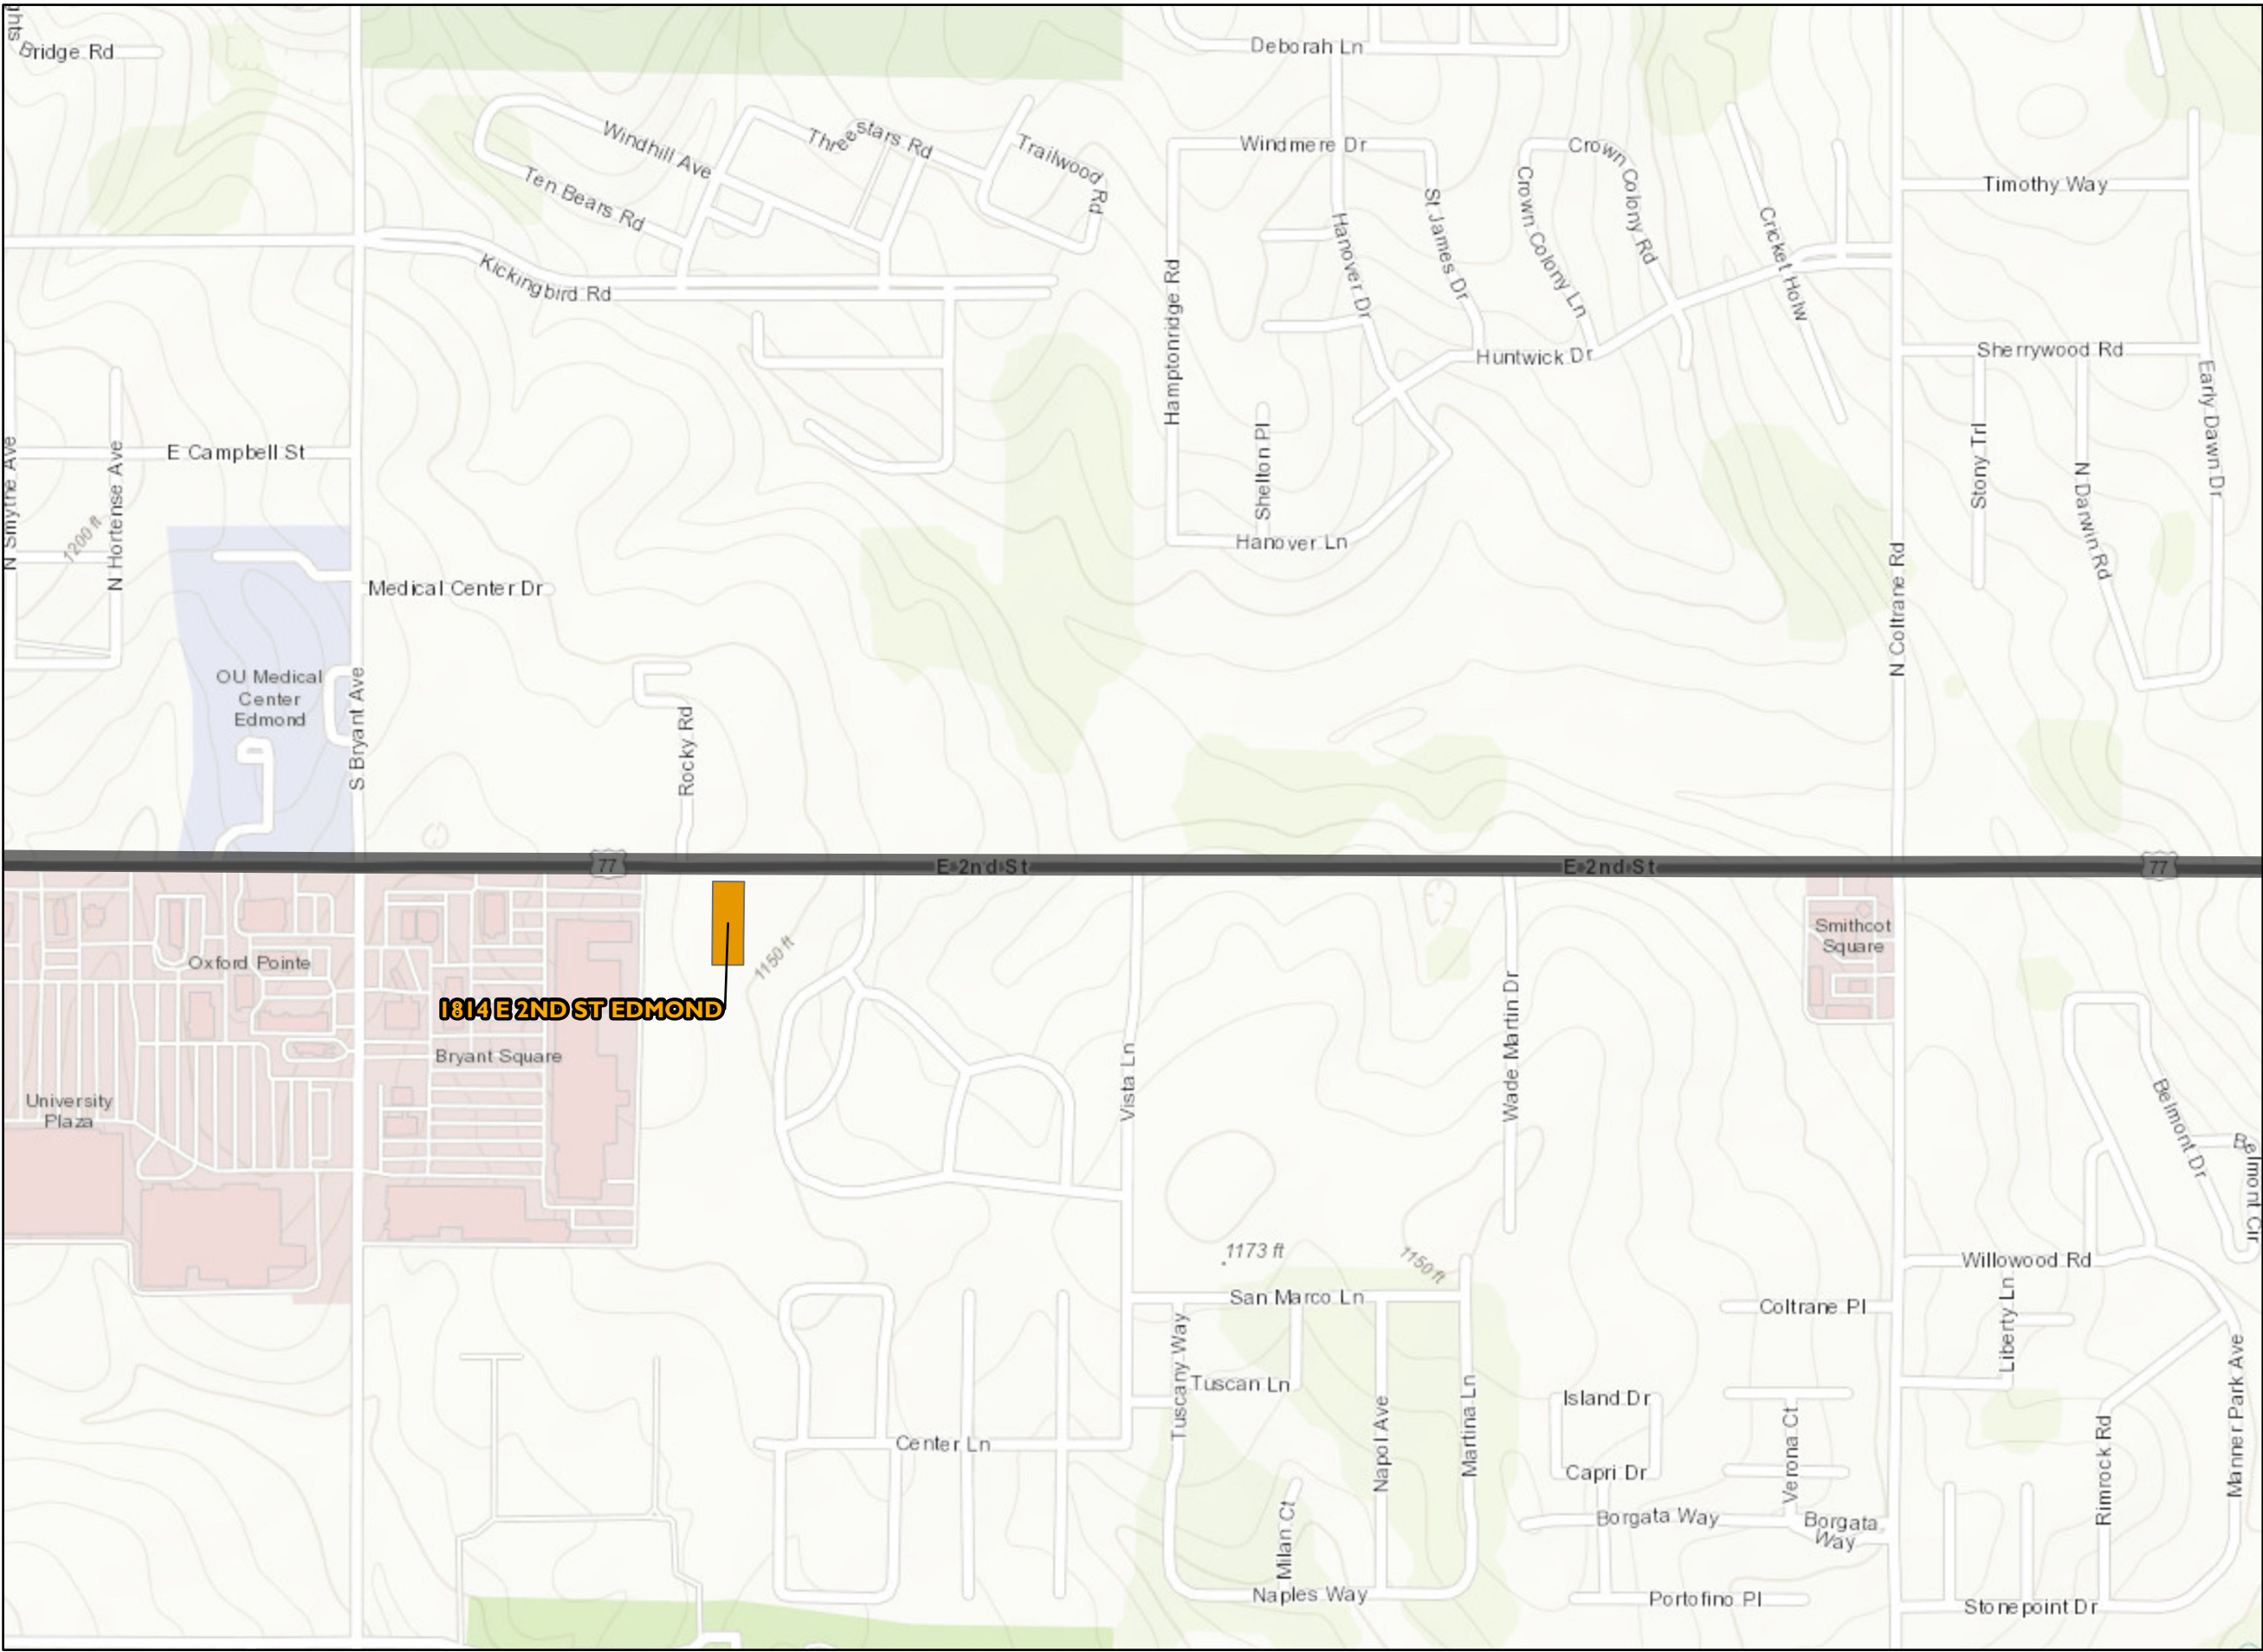 Bridge Rd
Deborah Ln
Windhill Ave
Three stars Rd
Trailwood Rd
Ten Bears Rd
Windmere Dr
Crown Colony Rd
Crown Colony Ln
St James Dr
Hanover Dr
Cricket Holw
Timothy Way
Kickingbird Rd
Hamptonridge Rd
Huntwick Dr
Sherrywood Rd
Early Dawn Dr
E Campbell St
N Smythe Ave
N Hortense Ave
1200 ft
Shelton Pl
Hanover Ln
Stony Trl
N Darwin Rd
N Coltrane Rd
Medical Center Dr
OU Medical
Center
Edmond
S Bryant Ave
Rocky Rd
77
E 2nd St
E 2nd St
77
Smithcot
Square
Oxford Pointe
1150 ft
1814 E 2ND ST EDMOND
Bryant Square
University
Plaza
Vista Ln
Wade Martin Dr
Belmont Dr
Belmont Cir
1173 ft
1150 ft
Willowood Rd
San Marco Ln
Coltrane Pl
Liberty Ln
Tuscany Way
Tuscan Ln
Napol Ave
Martina Ln
Island Dr
Verona Ct
Manner Park Ave
Center Ln
Capri Dr
Rimrock Rd
Milan Ct
Borgata Way
Borgata
Way
Naples Way
Portofino Pl
Stonepoint Dr